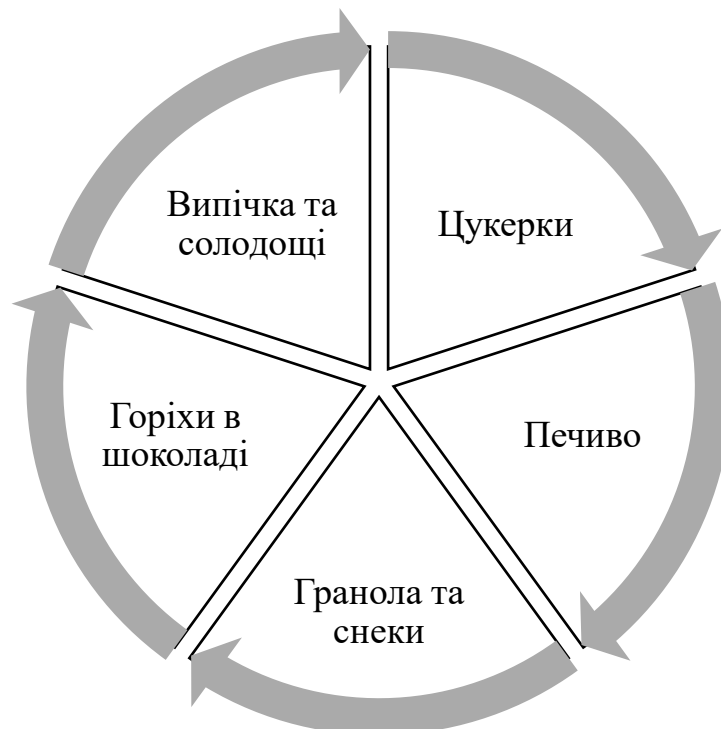 Цукерки
Печиво
Гранола та
снеки
Горіхи в
шоколаді
Випічка та
солодощі